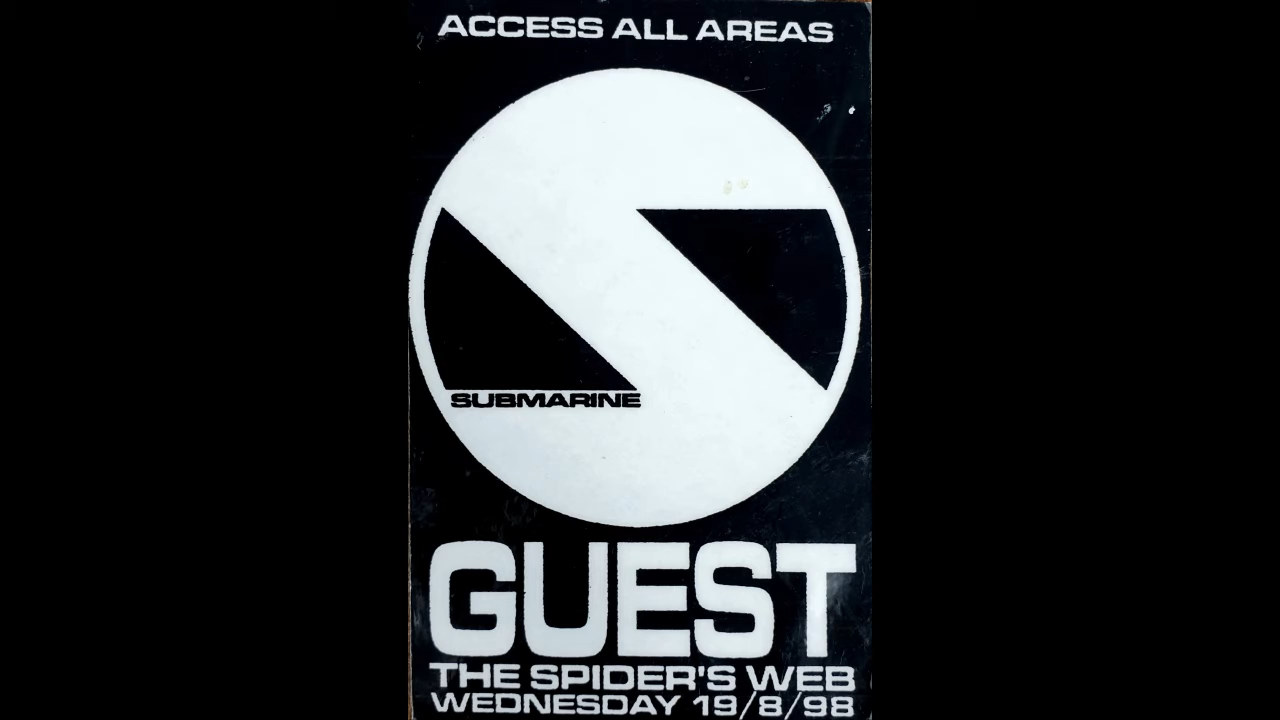 ACCESS ALL AREAS
SUBMARINE
GUEST
THE SPIDER'S WEB
WEDNESDAY 19/8/98